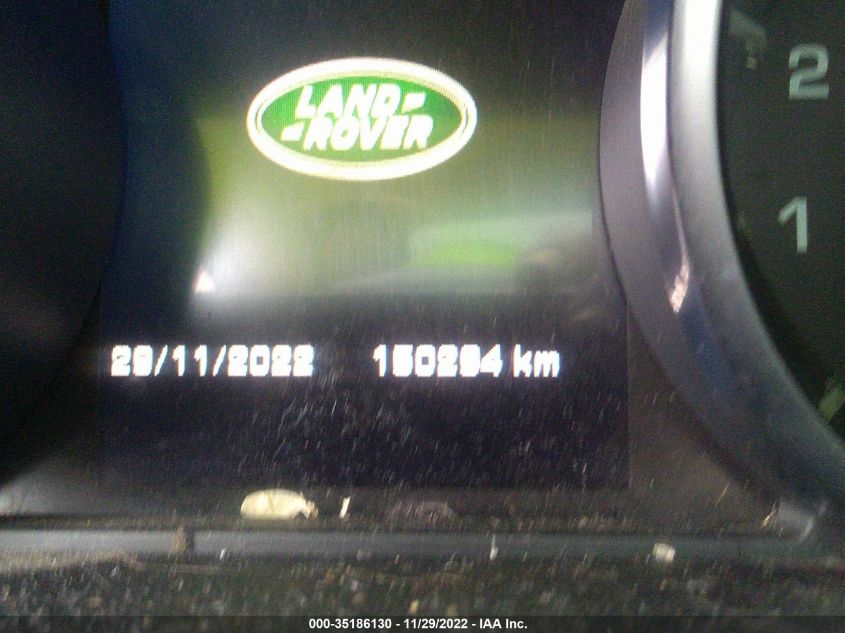 LAND
ROVER
2
1
29/11/2022 150294 km
000-35186130 - 11/29/2022 - IAA Inc.